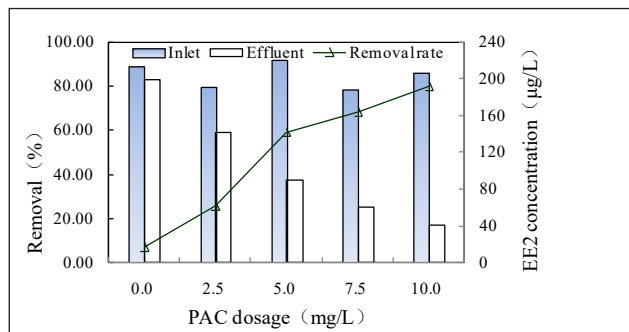 Inlet Effluent Removal rate
100.00
80.00
60.00
40.00
20.00
0.00
Removal（%）
240
200
160
120
80
40
0
EE2 concentration（μg/L）
0.0 2.5 5.0 7.5 10.0
PAC dosage（mg/L）